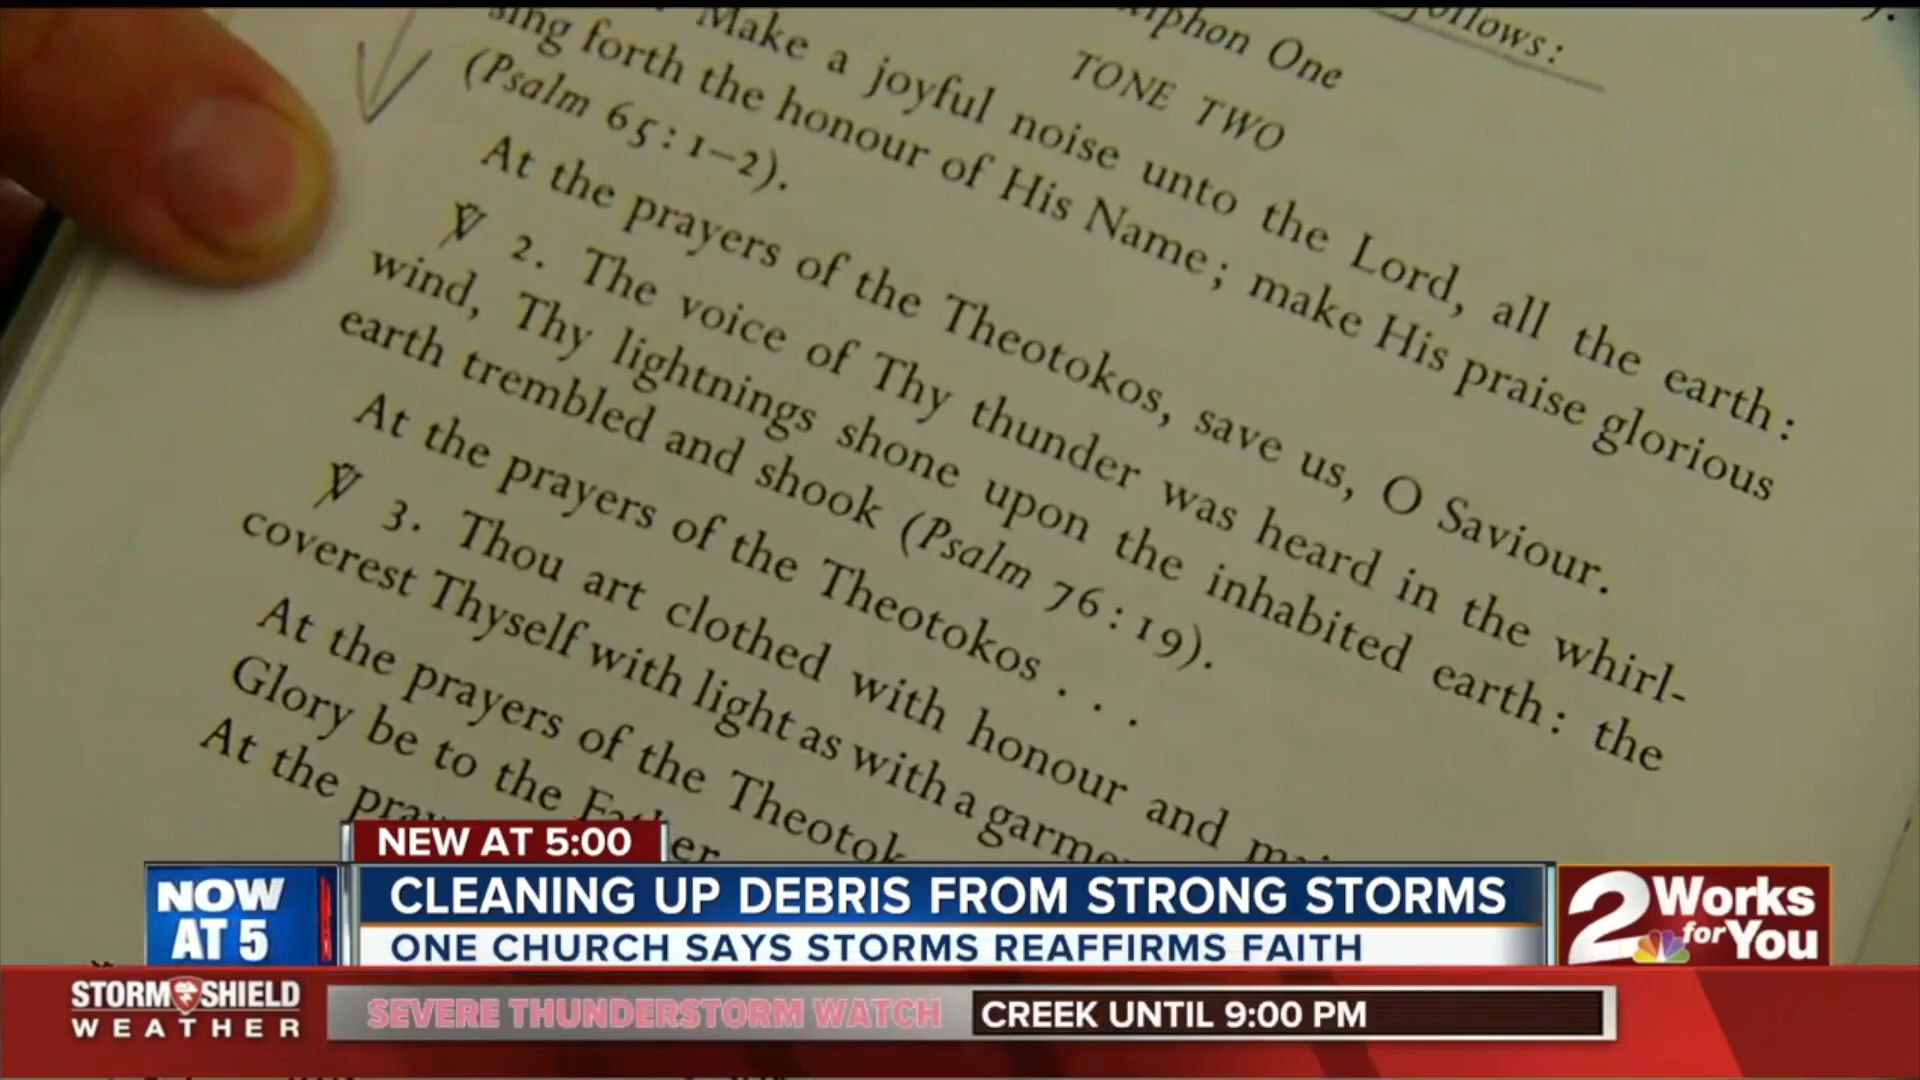 follows:
One
TONE TWO
Make a joyful noise unto the Lord, all the earth:
sing forth the honour of His Name; make His praise glorious
(Psalm 65:1–2).
At the prayers of the Theotokos, save us, O Saviour.
℣ 2. The voice of Thy thunder was heard in the whirl-
wind, Thy lightnings shone upon the inhabited earth: the
earth trembled and shook (Psalm 76:19).
At the prayers of the Theotokos . . .
℣ 3. Thou art clothed with honour and
coverest Thyself with light as with a
At the prayers of the
Glory be to the Father
At the
NEW AT 5:00
NOW AT 5
CLEANING UP DEBRIS FROM STRONG STORMS
ONE CHURCH SAYS STORMS REAFFIRMS FAITH
2 Works for You
STORM SHIELD
WEATHER
SEVERE THUNDERSTORM WATCH
CREEK UNTIL 9:00 PM